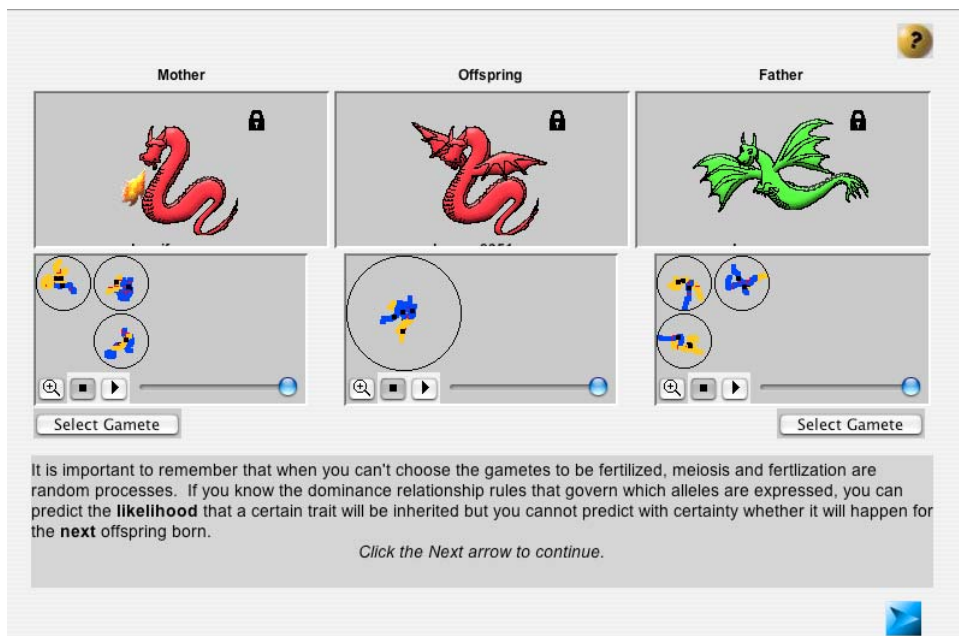 ?
Mother
Offspring
Father
Select Gamete
Select Gamete
It is important to remember that when you can't choose the gametes to be fertilized, meiosis and fertlization are
random processes. If you know the dominance relationship rules that govern which alleles are expressed, you can
predict the likelihood that a certain trait will be inherited but you cannot predict with certainty whether it will happen for
the next offspring born.
Click the Next arrow to continue.